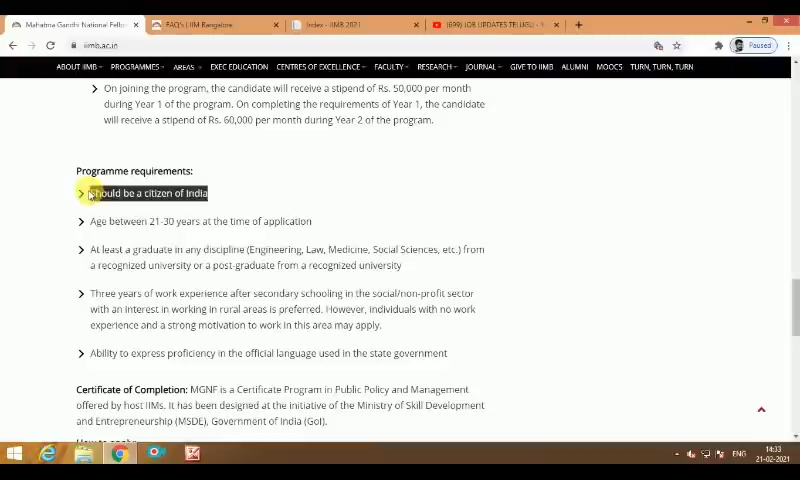 Mahatma Gandhi National Fellow
FAQ's | IIM Bangalore
Index - IIMB 2021
(699) JOB UPDATES TELUGU - Y
iimb.ac.in
Paused
ABOUT IIMB PROGRAMMES AREAS EXEC EDUCATION CENTRES OF EXCELLENCE FACULTY RESEARCH JOURNAL GIVE TO IIMB ALUMNI MOOCS TURN, TURN, TURN
On joining the program, the candidate will receive a stipend of Rs. 50,000 per month
during Year 1 of the program. On completing the requirements of Year 1, the candidate
will receive a stipend of Rs. 60,000 per month during Year 2 of the program.
Programme requirements:
Should be a citizen of India
Age between 21-30 years at the time of application
At least a graduate in any discipline (Engineering, Law, Medicine, Social Sciences, etc.) from
a recognized university or a post-graduate from a recognized university
Three years of work experience after secondary schooling in the social/non-profit sector
with an interest in working in rural areas is preferred. However, individuals with no work
experience and a strong motivation to work in this area may apply.
Ability to express proficiency in the official language used in the state government
Certificate of Completion: MGNF is a Certificate Program in Public Policy and Management
offered by host IIMs. It has been designed at the initiative of the Ministry of Skill Development
and Entrepreneurship (MSDE), Government of India (GoI).
How to apply:
ENG
14:33
21-02-2021